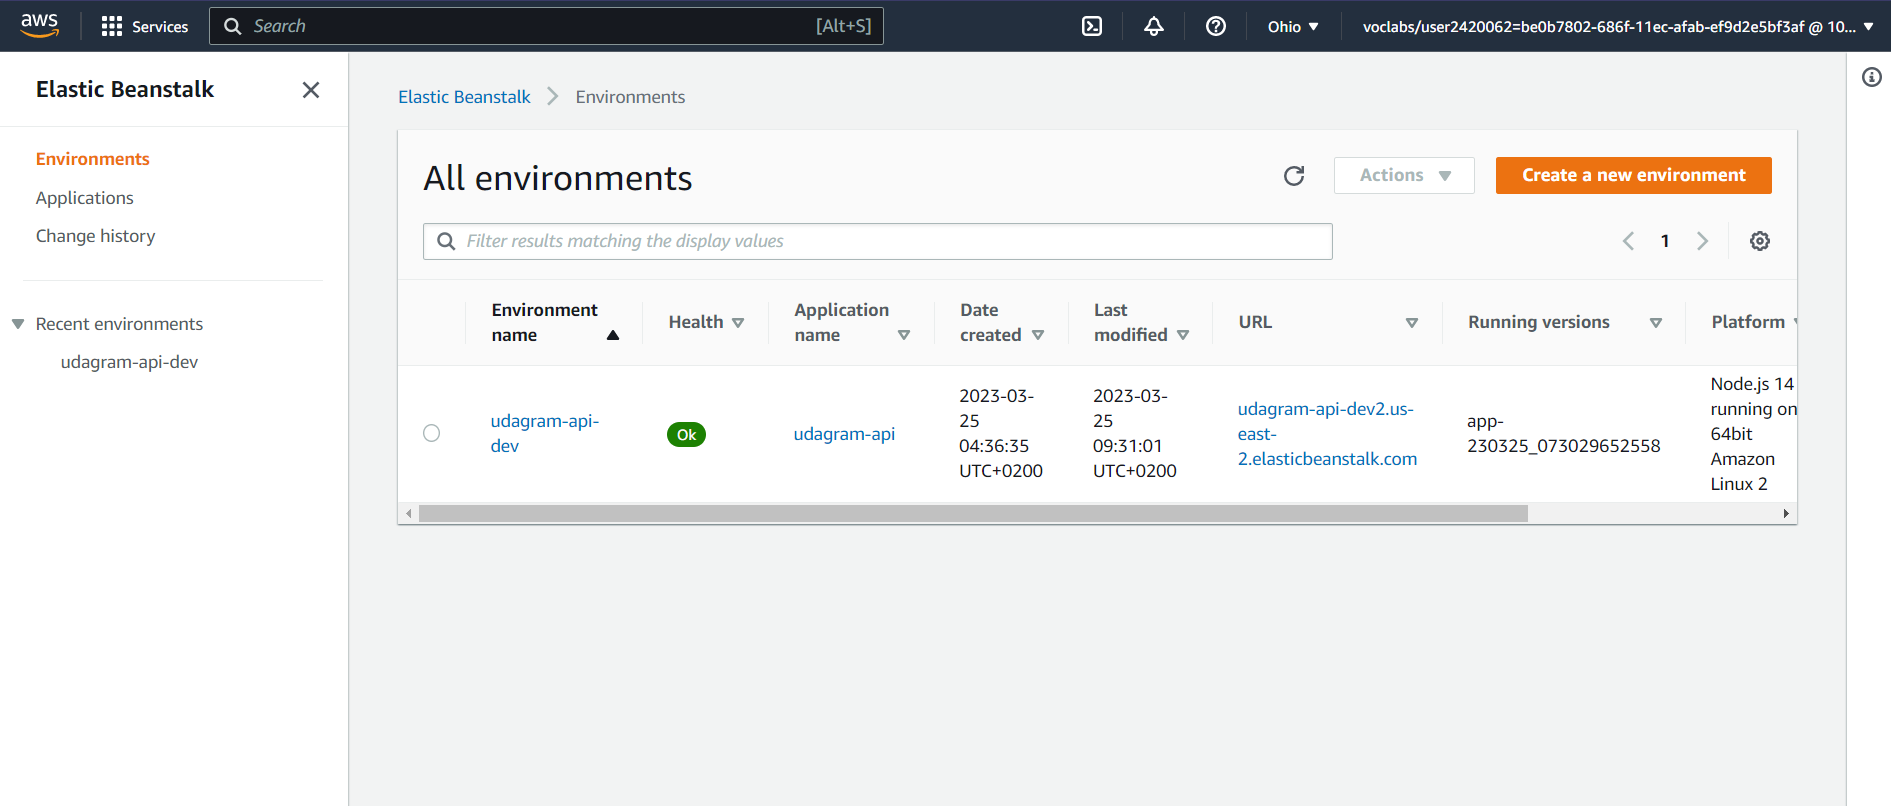 aws
Services
Search
[Alt+S]
Ohio
voclabs/user2420062=be0b7802-686f-11ec-afab-ef9d2e5bf3af @ 10...
Elastic Beanstalk
Environments
Applications
Change history
Recent environments
udagram-api-dev
Elastic Beanstalk
Environments
All environments
Actions
Create a new environment
Filter results matching the display values
1
Environment
name
Health
Application
name
Date
created
Last
modified
URL
Running versions
Platform
udagram-api-
dev
Ok
udagram-api
2023-03-
25
04:36:35
UTC+0200
2023-03-
25
09:31:01
UTC+0200
udagram-api-dev2.us-
east-
2.elasticbeanstalk.com
app-
230325_073029652558
Node.js 14
running on
64bit
Amazon
Linux 2